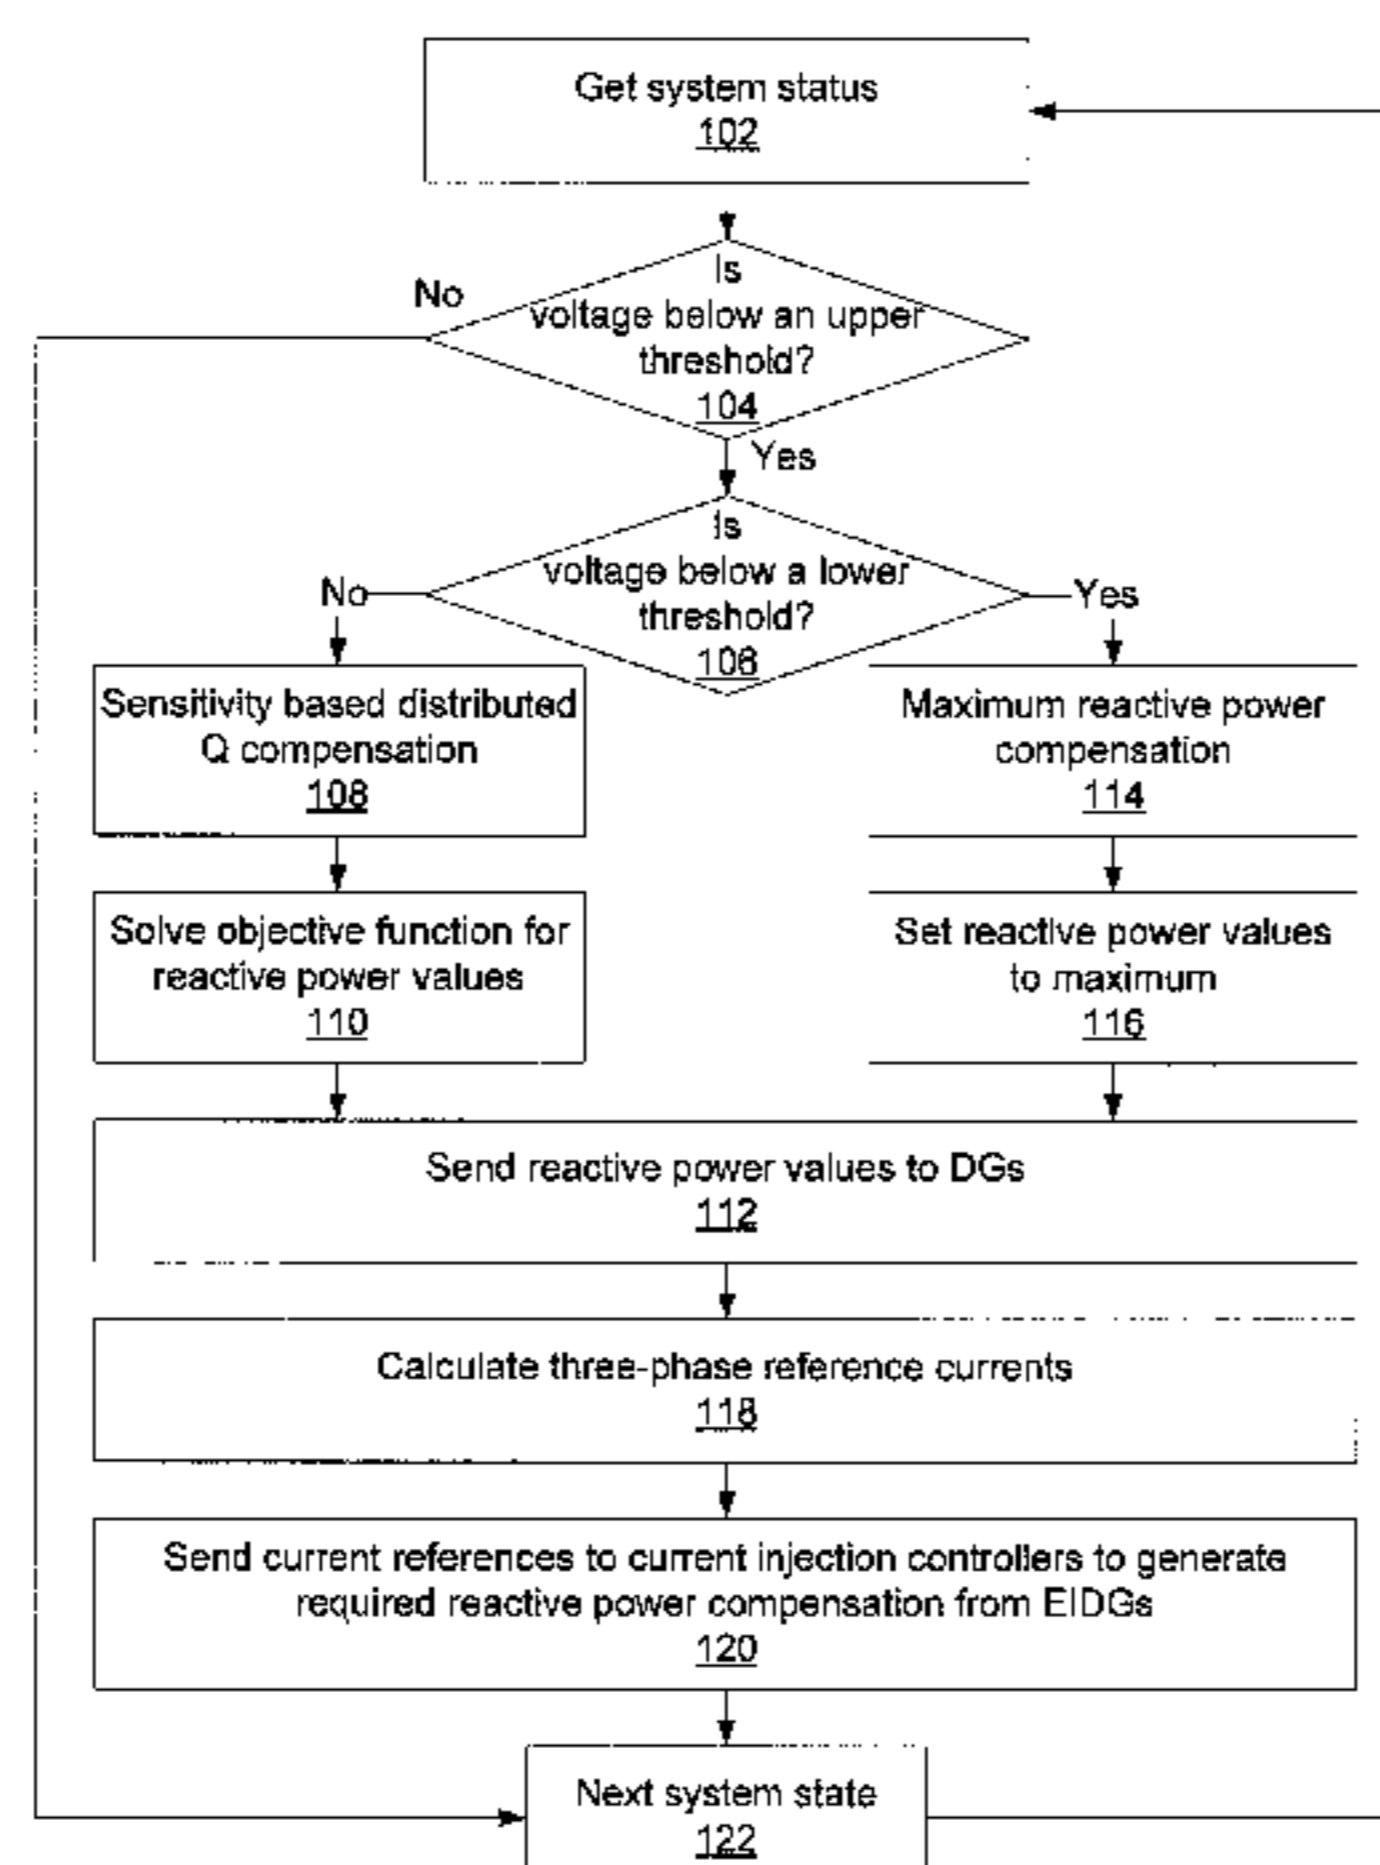 Get system status
102
No
Is
voltage below an upper
threshold?
104
Yes
Is
voltage below a lower
threshold?
106
No
Yes
Sensitivity based distributed
Q compensation
108
Maximum reactive power
compensation
114
Solve objective function for
reactive power values
110
Set reactive power values
to maximum
116
Send reactive power values to DGs
112
Calculate three-phase reference currents
118
Send current references to current injection controllers to generate
required reactive power compensation from EIDGs
120
Next system state
122